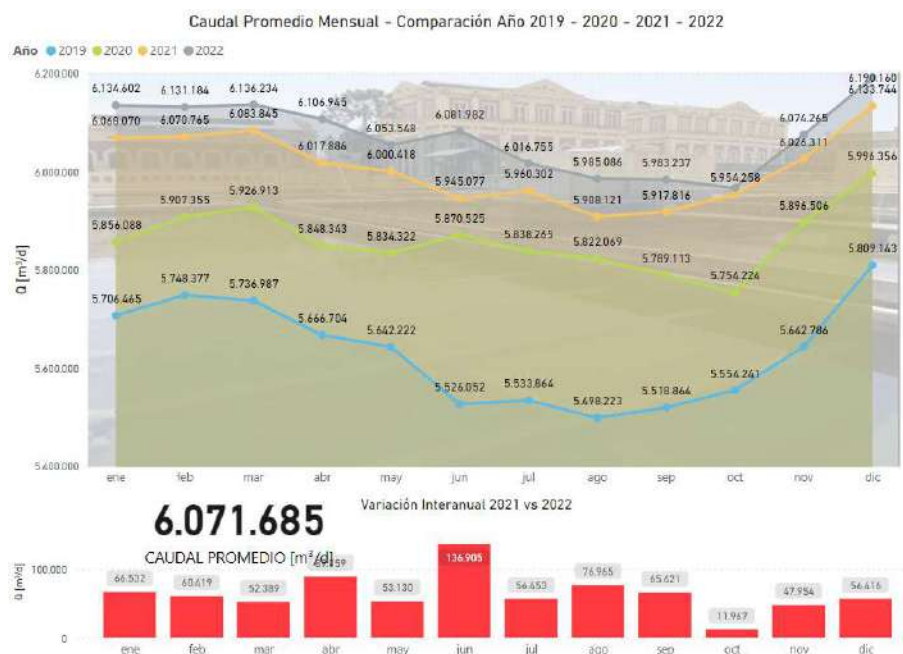 Caudal Promedio Mensual - Comparación Año 2019 - 2020 - 2021 - 2022
Año 2019 2020 2021 2022
6.200.000
6.134.602 6.131.184 6.136.234 6.106.945 6.053.548 6.081.982 6.016.755 5.985.086 5.983.237 6.074.265 6.190.160
6.070.765 6.083.845 6.017.886 6.000.418 5.945.077 5.960.302 5.908.121 5.917.816 5.954.258 6.026.311 6.133.744
6.000.000
5.856.088 5.907.355 5.926.913 5.848.343 5.834.322 5.870.525 5.838.265 5.822.069 5.789.113 5.754.224 5.896.506 5.996.356
5.800.000
Q [m³/d]
5.706.465 5.748.377 5.736.987 5.666.704 5.642.222 5.526.052 5.533.864 5.498.223 5.518.864 5.554.241 5.642.786 5.809.143
5.600.000
5.400.000
ene feb mar abr may jun jul ago sep oct nov dic
Variación Interanual 2021 vs 2022
6.071.685
CAUDAL PROMEDIO [m³/d]
Q [m³/d]
100.000
66.532 60.419 52.389 53.130 136.905 56.453 76.965 65.421 11.967 47.954 56.416
0
ene feb mar abr may jun jul ago sep oct nov dic